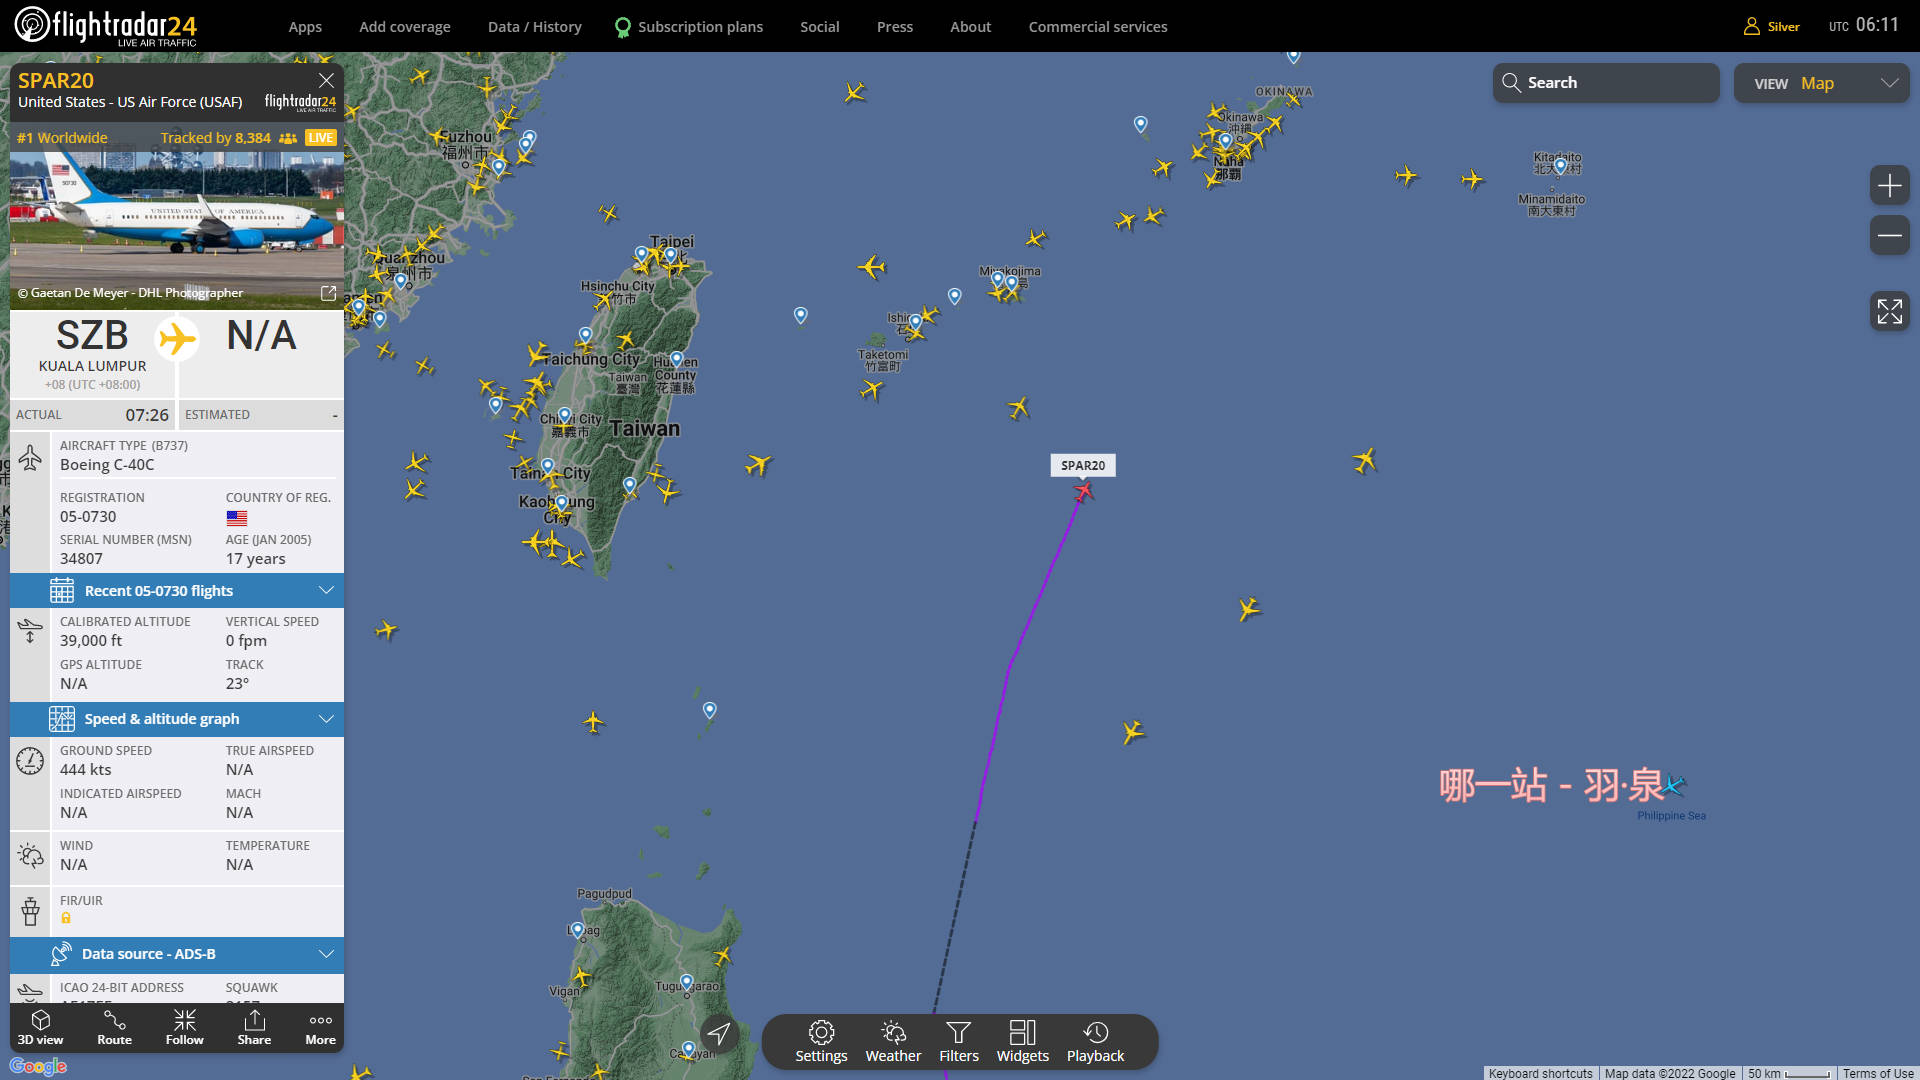 flightradar24
LIVE AIR TRAFFIC
Apps
Add coverage
Data / History
Subscription plans
Social
Press
About
Commercial services
Silver
UTC 06:11
SPAR20
United States - US Air Force (USAF)
flightradar24
LIVE AIR TRAFFIC
#1 Worldwide
Tracked by 8,384
LIVE
UNITED STATES OF AMERICA
© Gaetan De Meyer - DHL Photographer
SZB
KUALA LUMPUR
+08 (UTC +08:00)
N/A
ACTUAL 07:26
ESTIMATED -
AIRCRAFT TYPE (B737)
Boeing C-40C
REGISTRATION
05-0730
COUNTRY OF REG.
SERIAL NUMBER (MSN)
34807
AGE (JAN 2005)
17 years
Recent 05-0730 flights
CALIBRATED ALTITUDE
39,000 ft
VERTICAL SPEED
0 fpm
GPS ALTITUDE
N/A
TRACK
23°
Speed & altitude graph
GROUND SPEED
444 kts
TRUE AIRSPEED
N/A
INDICATED AIRSPEED
N/A
MACH
N/A
WIND
N/A
TEMPERATURE
N/A
FIR/UIR
Data source - ADS-B
ICAO 24-BIT ADDRESS
SQUAWK
3D view
Route
Follow
Share
More
Google
Search
VIEW Map
OKINAWA
Okinawa
沖縄
Naha
那覇
Kitadaito
北大東村
Minamidaito
南大東村
Fuzhou
福州市
Quanzhou
泉州市
Taipei
Hsinchu City
新竹市
Miyakojima
Taketomi
竹富町
Taichung City
Taiwan
臺灣
Hualien
County
花蓮縣
Chiayi City
嘉義市
Taiwan
Tainan City
Kaohsiung
City
SPAR20
哪一站 - 羽·泉
Philippine Sea
Pagudpud
Laoag
Vigan
Tuguegarao
Cauayan
San Fernando
Settings
Weather
Filters
Widgets
Playback
Keyboard shortcuts
Map data ©2022 Google
50 km
Terms of Use